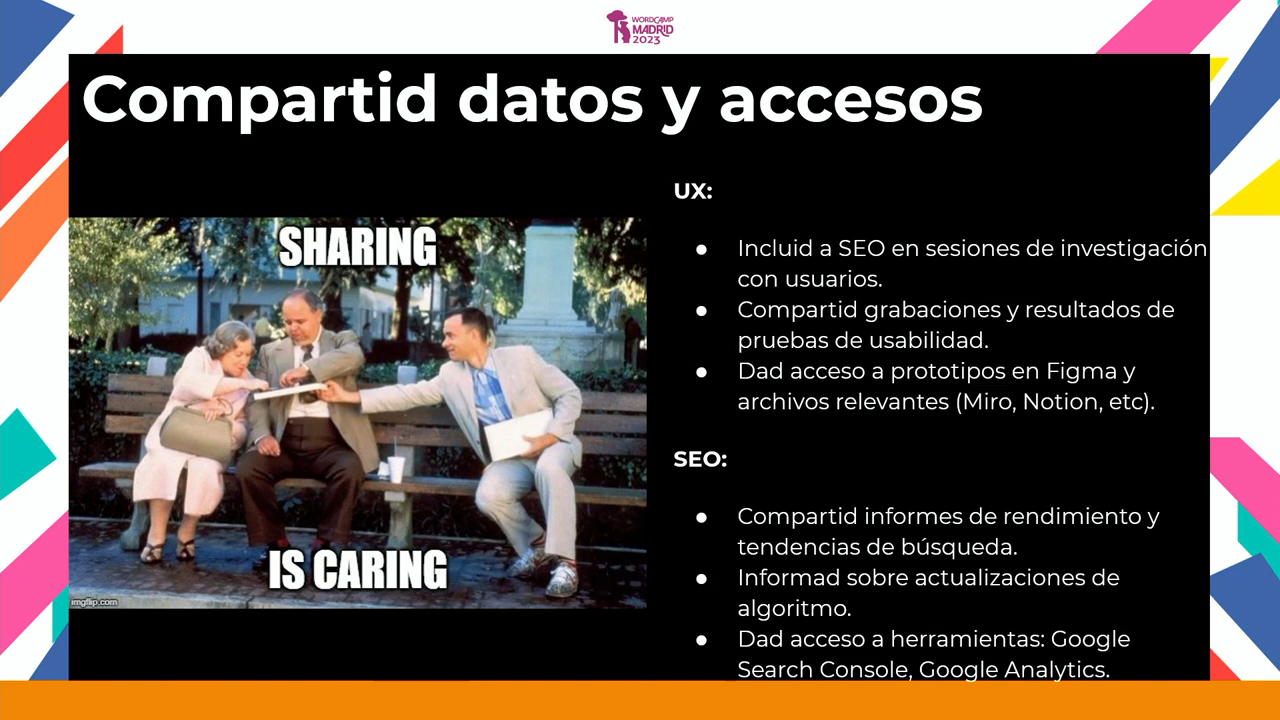 WORDCAMP
MADRID
2023
Compartid datos y accesos
SHARING
IS CARING
imgflip.com
UX:
● Incluid a SEO en sesiones de investigación
con usuarios.
● Compartid grabaciones y resultados de
pruebas de usabilidad.
● Dad acceso a prototipos en Figma y
archivos relevantes (Miro, Notion, etc).
SEO:
● Compartid informes de rendimiento y
tendencias de búsqueda.
● Informad sobre actualizaciones de
algoritmo.
● Dad acceso a herramientas: Google
Search Console, Google Analytics.